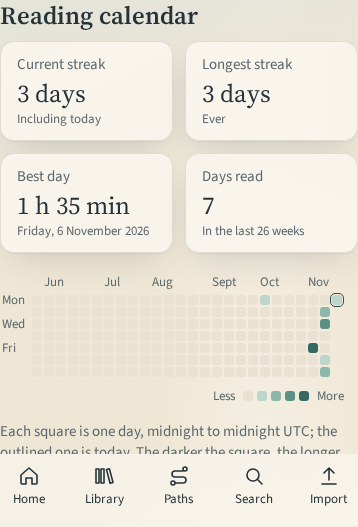 Reading calendar
Current streak
3 days
Including today
Longest streak
3 days
Ever
Best day
1 h 35 min
Friday, 6 November 2026
Days read
7
In the last 26 weeks
Jun Jul Aug Sept Oct Nov
Mon
Wed
Fri
Less More
Each square is one day, midnight to midnight UTC; the
outlined one is today. The darker the square, the longer
Home Library Paths Search Import